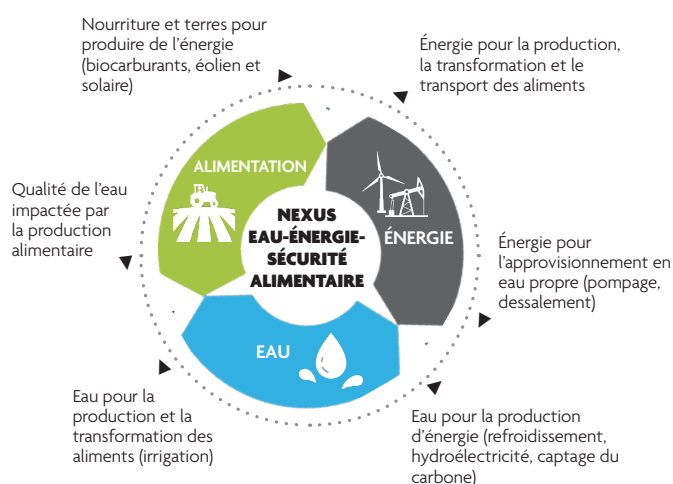 Nourriture et terres pour
produire de l'énergie
(biocarburants, éolien et
solaire)
Énergie pour la production,
la transformation et le
transport des aliments
ALIMENTATION
Qualité de l'eau
impactée par
la production
alimentaire
NEXUS
EAU-ÉNERGIE-
SÉCURITÉ
ALIMENTAIRE
ÉNERGIE
Énergie pour
l'approvisionnement en
eau propre (pompage,
dessalement)
EAU
Eau pour la
production et la
transformation des
aliments (irrigation)
Eau pour la production
d'énergie (refroidissement,
hydroélectricité, captage du
carbone)